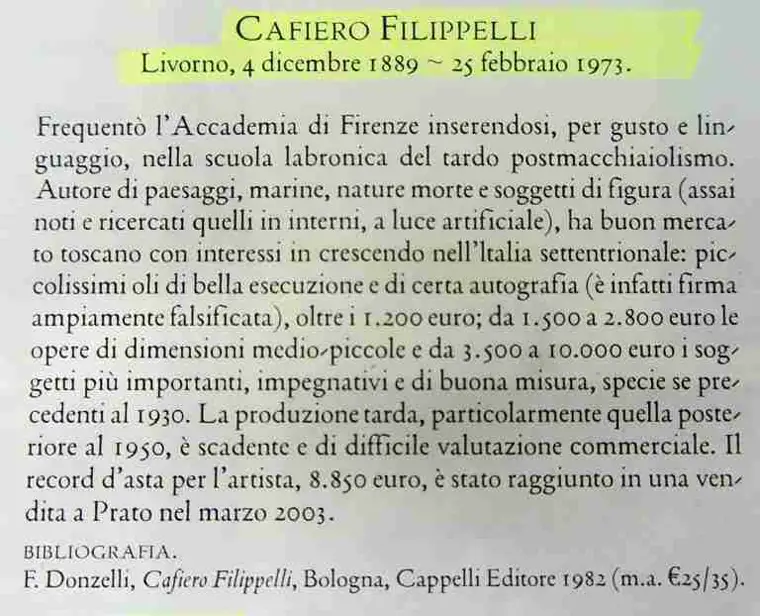 CAFIERO FILIPPELLI
Livorno, 4 dicembre 1889 ~ 25 febbraio 1973.
Frequentò l'Accademia di Firenze inserendosi, per gusto e lin-
guaggio, nella scuola labronica del tardo postmacchiaiolismo.
Autore di paesaggi, marine, nature morte e soggetti di figura (assai
noti e ricercati quelli in interni, a luce artificiale), ha buon merca-
to toscano con interessi in crescendo nell'Italia settentrionale: pic-
colissimi oli di bella esecuzione e di certa autografia (è infatti firma
ampiamente falsificata), oltre i 1.200 euro; da 1.500 a 2.800 euro le
opere di dimensioni medio-piccole e da 3.500 a 10.000 euro i sog-
getti più importanti, impegnativi e di buona misura, specie se pre-
cedenti al 1930. La produzione tarda, particolarmente quella poste-
riore al 1950, è scadente e di difficile valutazione commerciale. Il
record d'asta per l'artista, 8.850 euro, è stato raggiunto in una ven-
dita a Prato nel marzo 2003.
BIBLIOGRAFIA.
F. Donzelli, Cafiero Filippelli, Bologna, Cappelli Editore 1982 (m.a. €25/35).